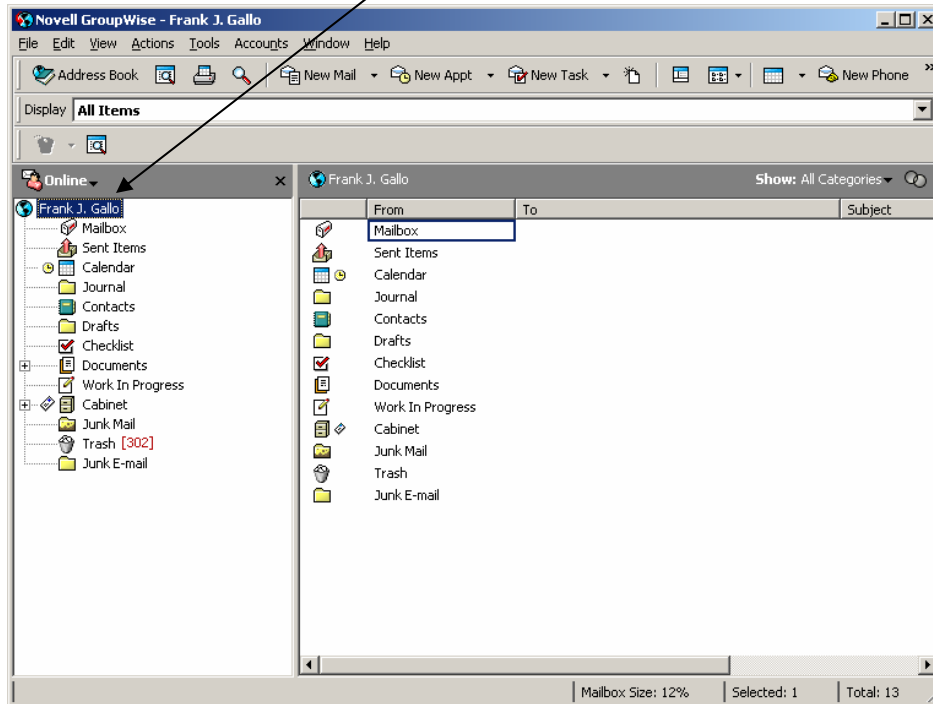 Novell GroupWise - Frank J. Gallo
File Edit View Actions Tools Accounts Window Help
Address Book New Mail New Appt New Task New Phone »
Display All Items
Online
Frank J. Gallo Show: All Categories
Frank J. Gallo
Mailbox
Sent Items
Calendar
Journal
Contacts
Drafts
Checklist
Documents
Work In Progress
Cabinet
Junk Mail
Trash [302]
Junk E-mail
From To Subject
Mailbox
Sent Items
Calendar
Journal
Contacts
Drafts
Checklist
Documents
Work In Progress
Cabinet
Junk Mail
Trash
Junk E-mail
Mailbox Size: 12% Selected: 1 Total: 13